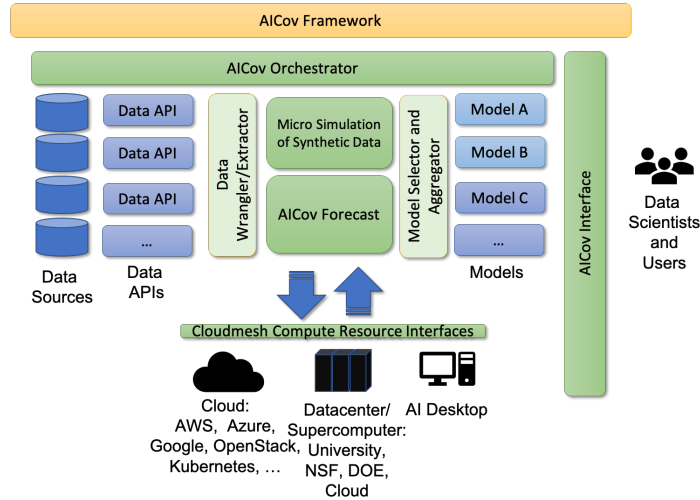 AICov Framework
AICov Orchestrator
Data API
Data API
Data API
...
Data
Sources
Data
APIs
Data
Wrangler/Extractor
Micro Simulation
of Synthetic Data
AICov Forecast
Model Selector and
Aggregator
Model A
Model B
Model C
...
Models
AICov Interface
Data
Scientists
and
Users
Cloudmesh Compute Resource Interfaces
Cloud:
AWS, Azure,
Google, OpenStack,
Kubernetes, ...
Datacenter/
Supercomputer:
University,
NSF, DOE,
Cloud
AI Desktop